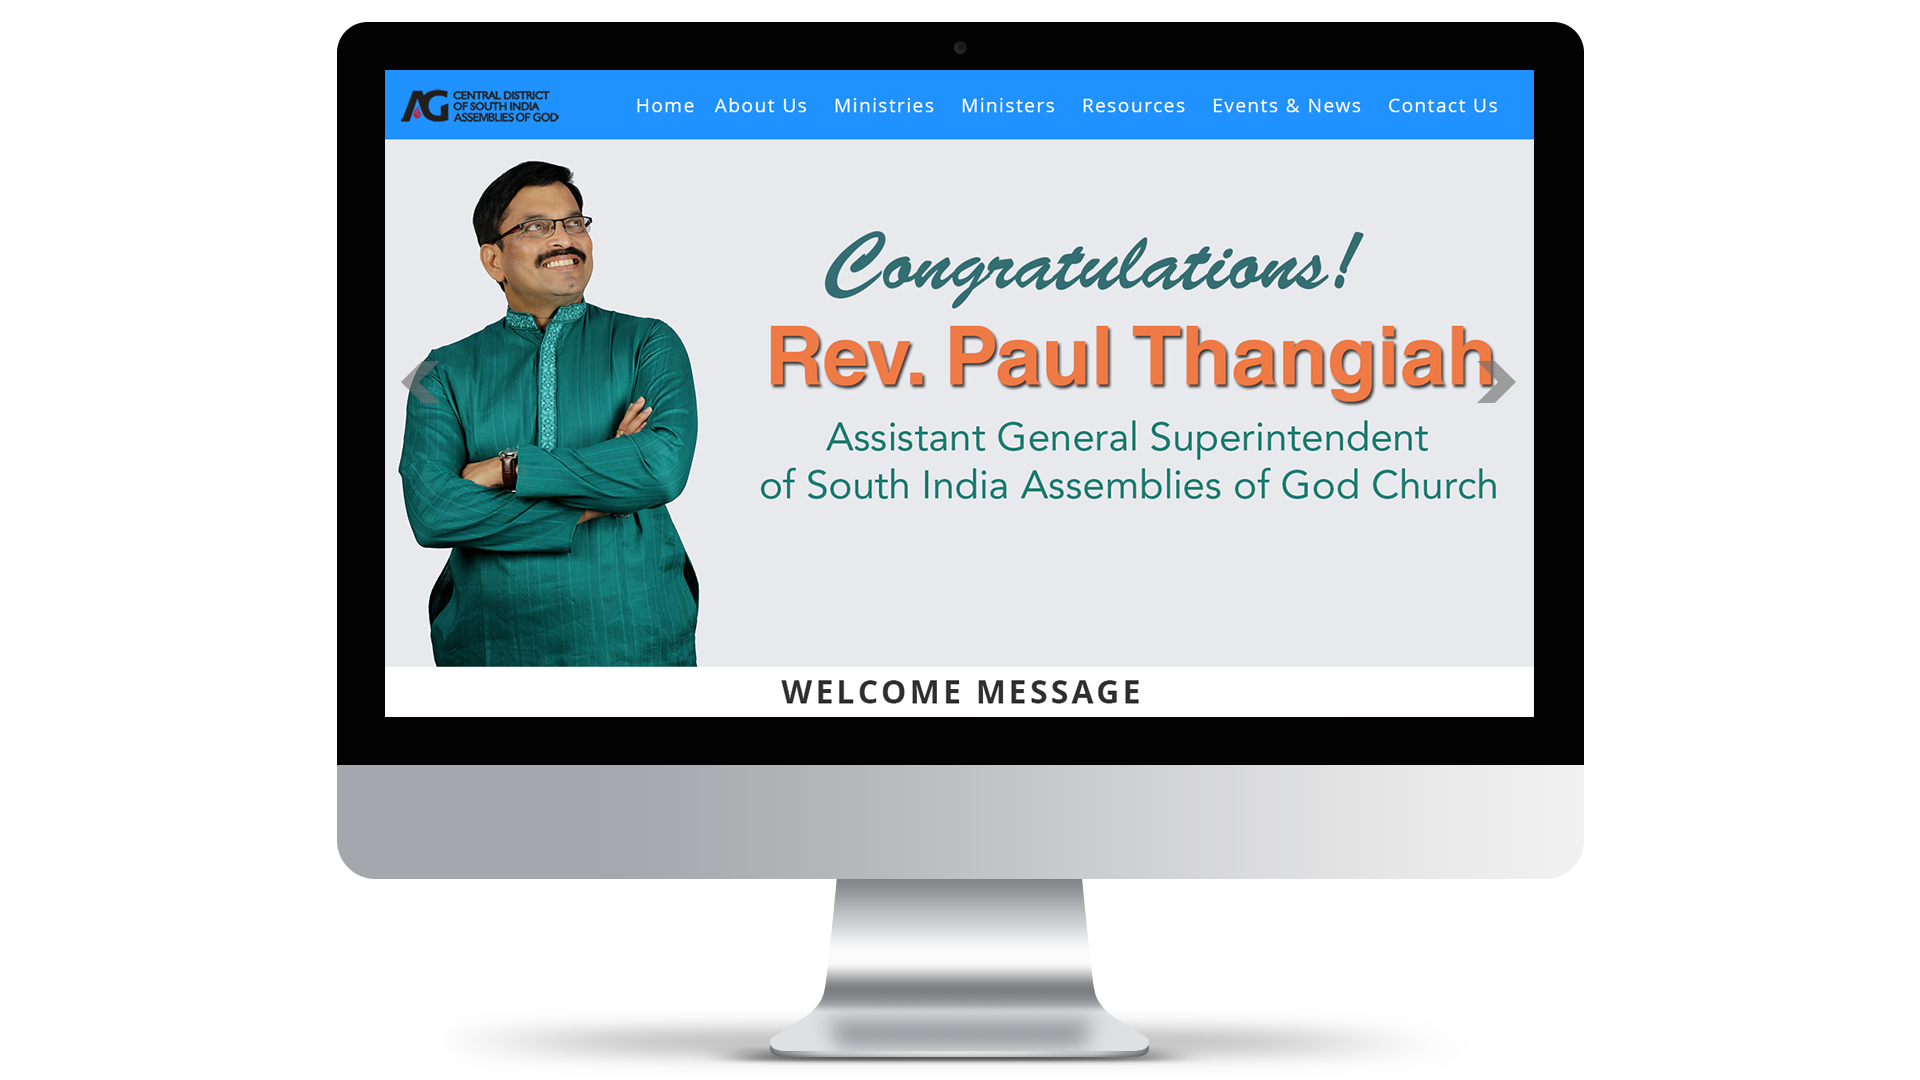 AG CENTRAL DISTRICT
OF SOUTH INDIA
ASSEMBLIES OF GOD
Home About Us Ministries Ministers Resources Events & News Contact Us
Congratulations!
Rev. Paul Thangiah
Assistant General Superintendent
of South India Assemblies of God Church
WELCOME MESSAGE